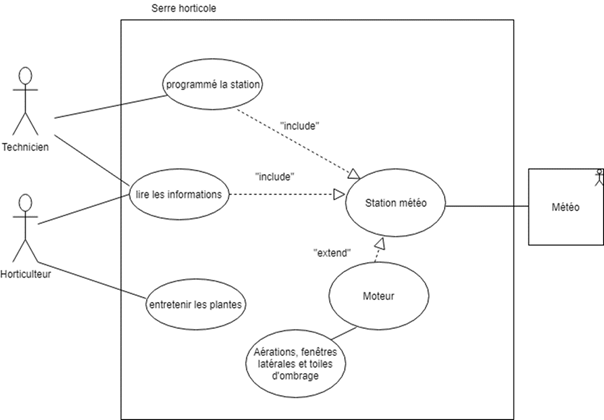 Serre horticole
programmé la station
"include"
Technicien
"include"
lire les informations
Station météo
Météo
"extend"
Horticulteur
entretenir les plantes
Moteur
Aérations, fenêtres
latérales et toiles
d'ombrage